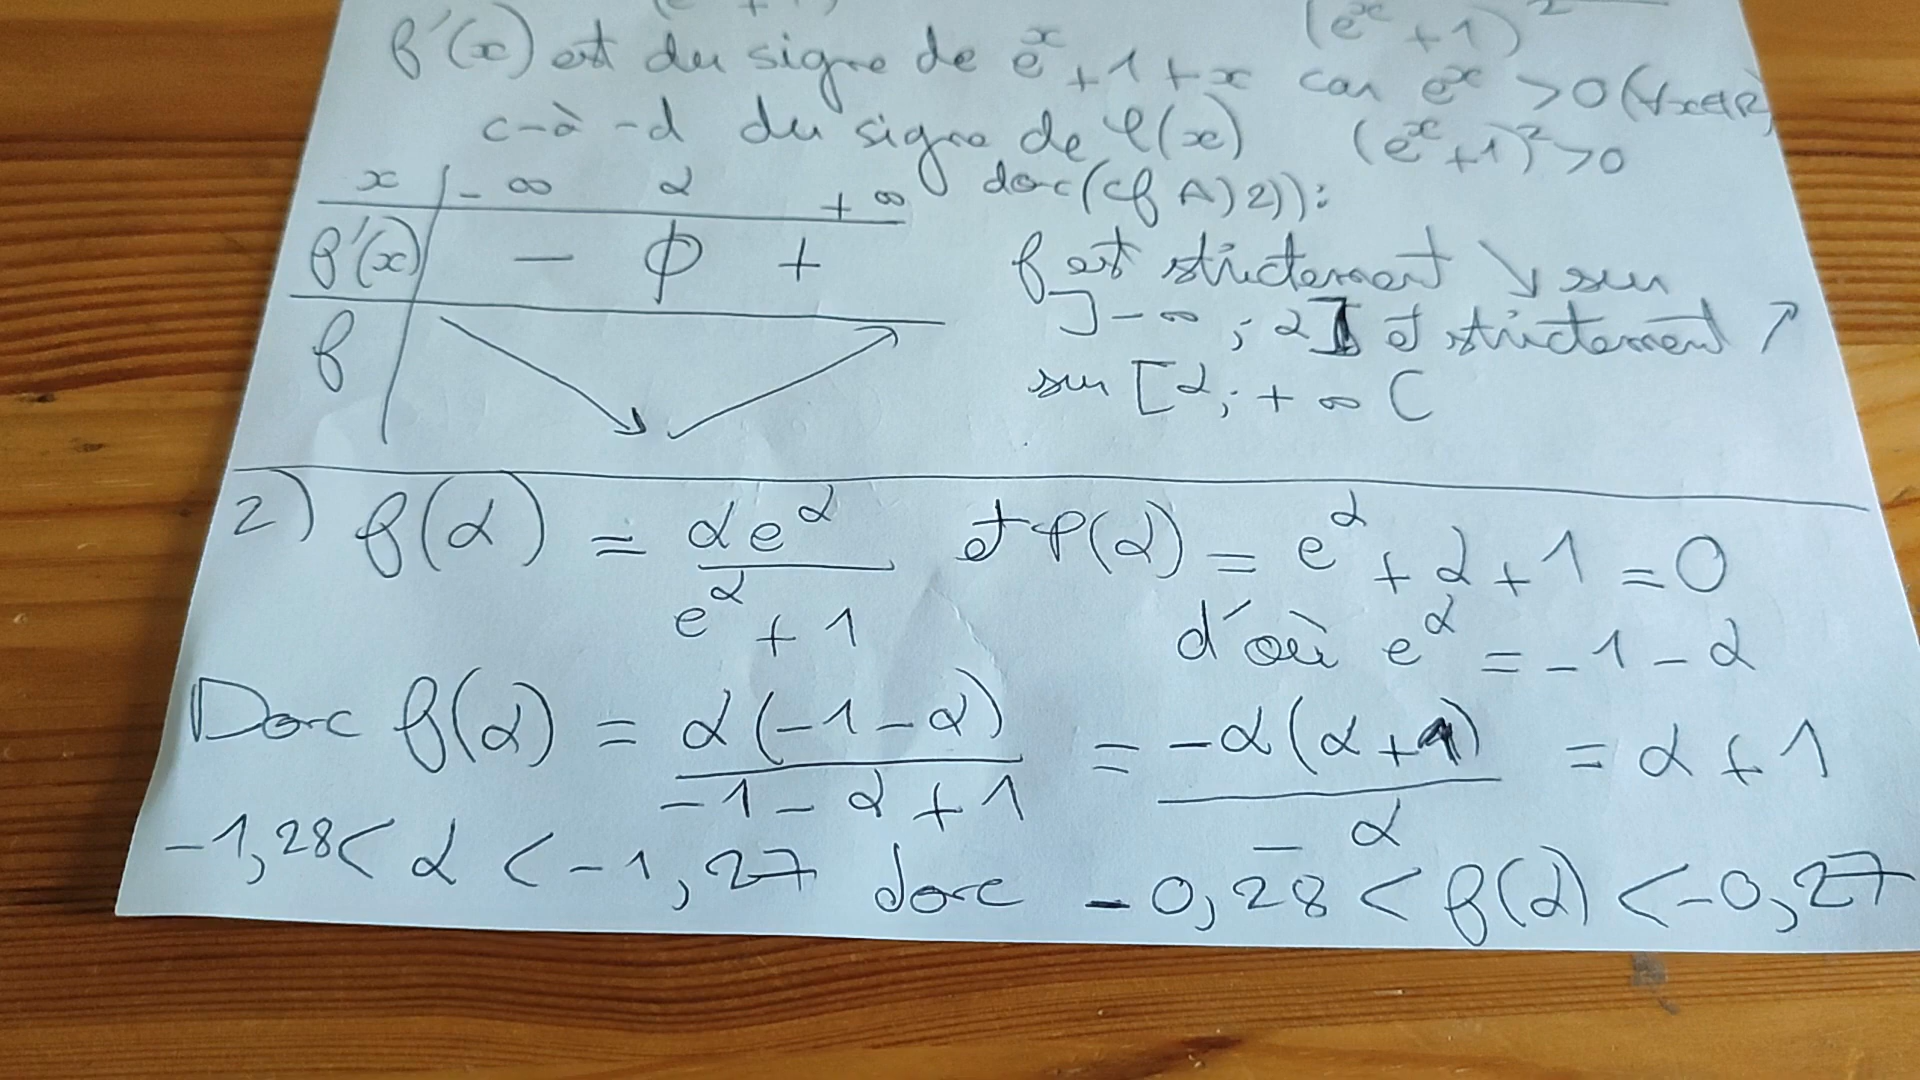 f'(x) est du signe de e^x + 1 + x car e^x > 0 (∀x∈ℝ)
(e^x + 1)^2
c-à-d du signe de φ(x) (e^x + 1)^2 > 0
x | -∞ α +∞ donc (cf A) 2)) :
f'(x) | - 0 +
f est strictement ↘ sur
f | ↘ ↗
]-∞ ; α] et strictement ↗
sur [α ; +∞ [
2) f(α) = αe^α / (e^α + 1) et φ(α) = e^α + α + 1 = 0
d'où e^α = -1 - α
Donc f(α) = α(-1-α) / (-1-α+1) = -α(α+1) / -α = α + 1
-1,28 < α < -1,27 donc -0,28 < f(α) < -0,27